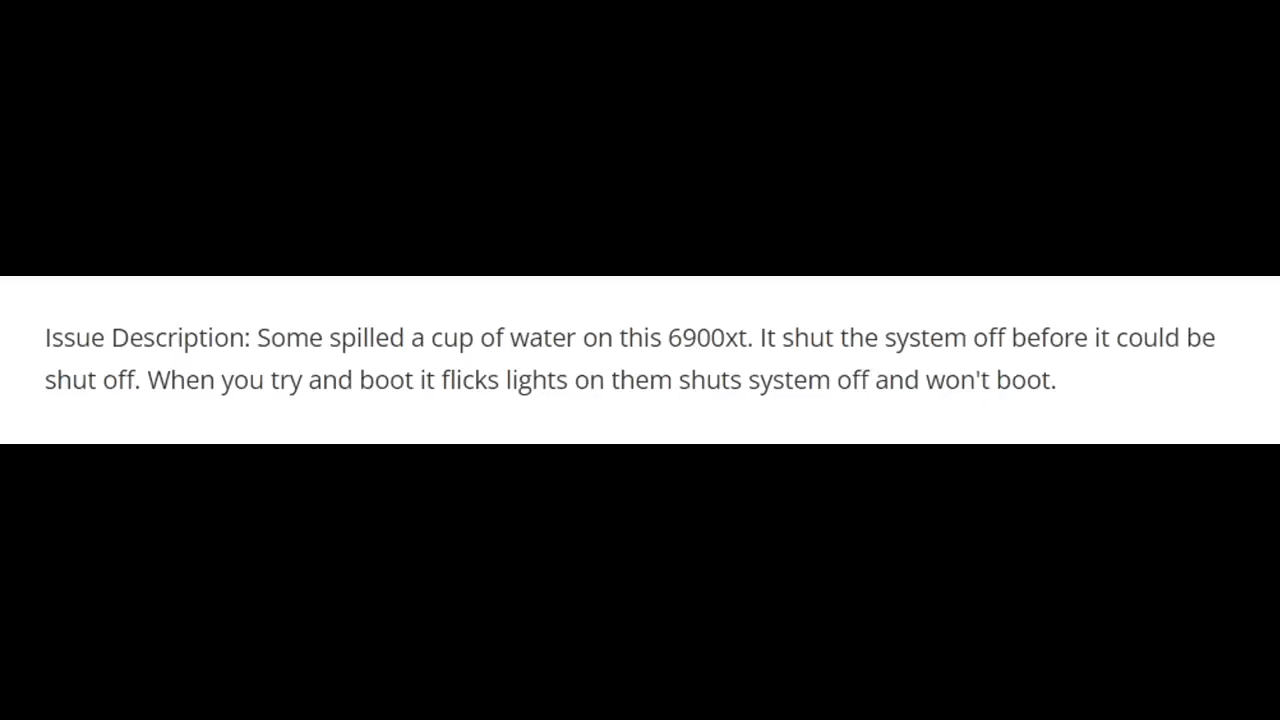 Issue Description: Some spilled a cup of water on this 6900xt. It shut the system off before it could be
shut off. When you try and boot it flicks lights on them shuts system off and won't boot.